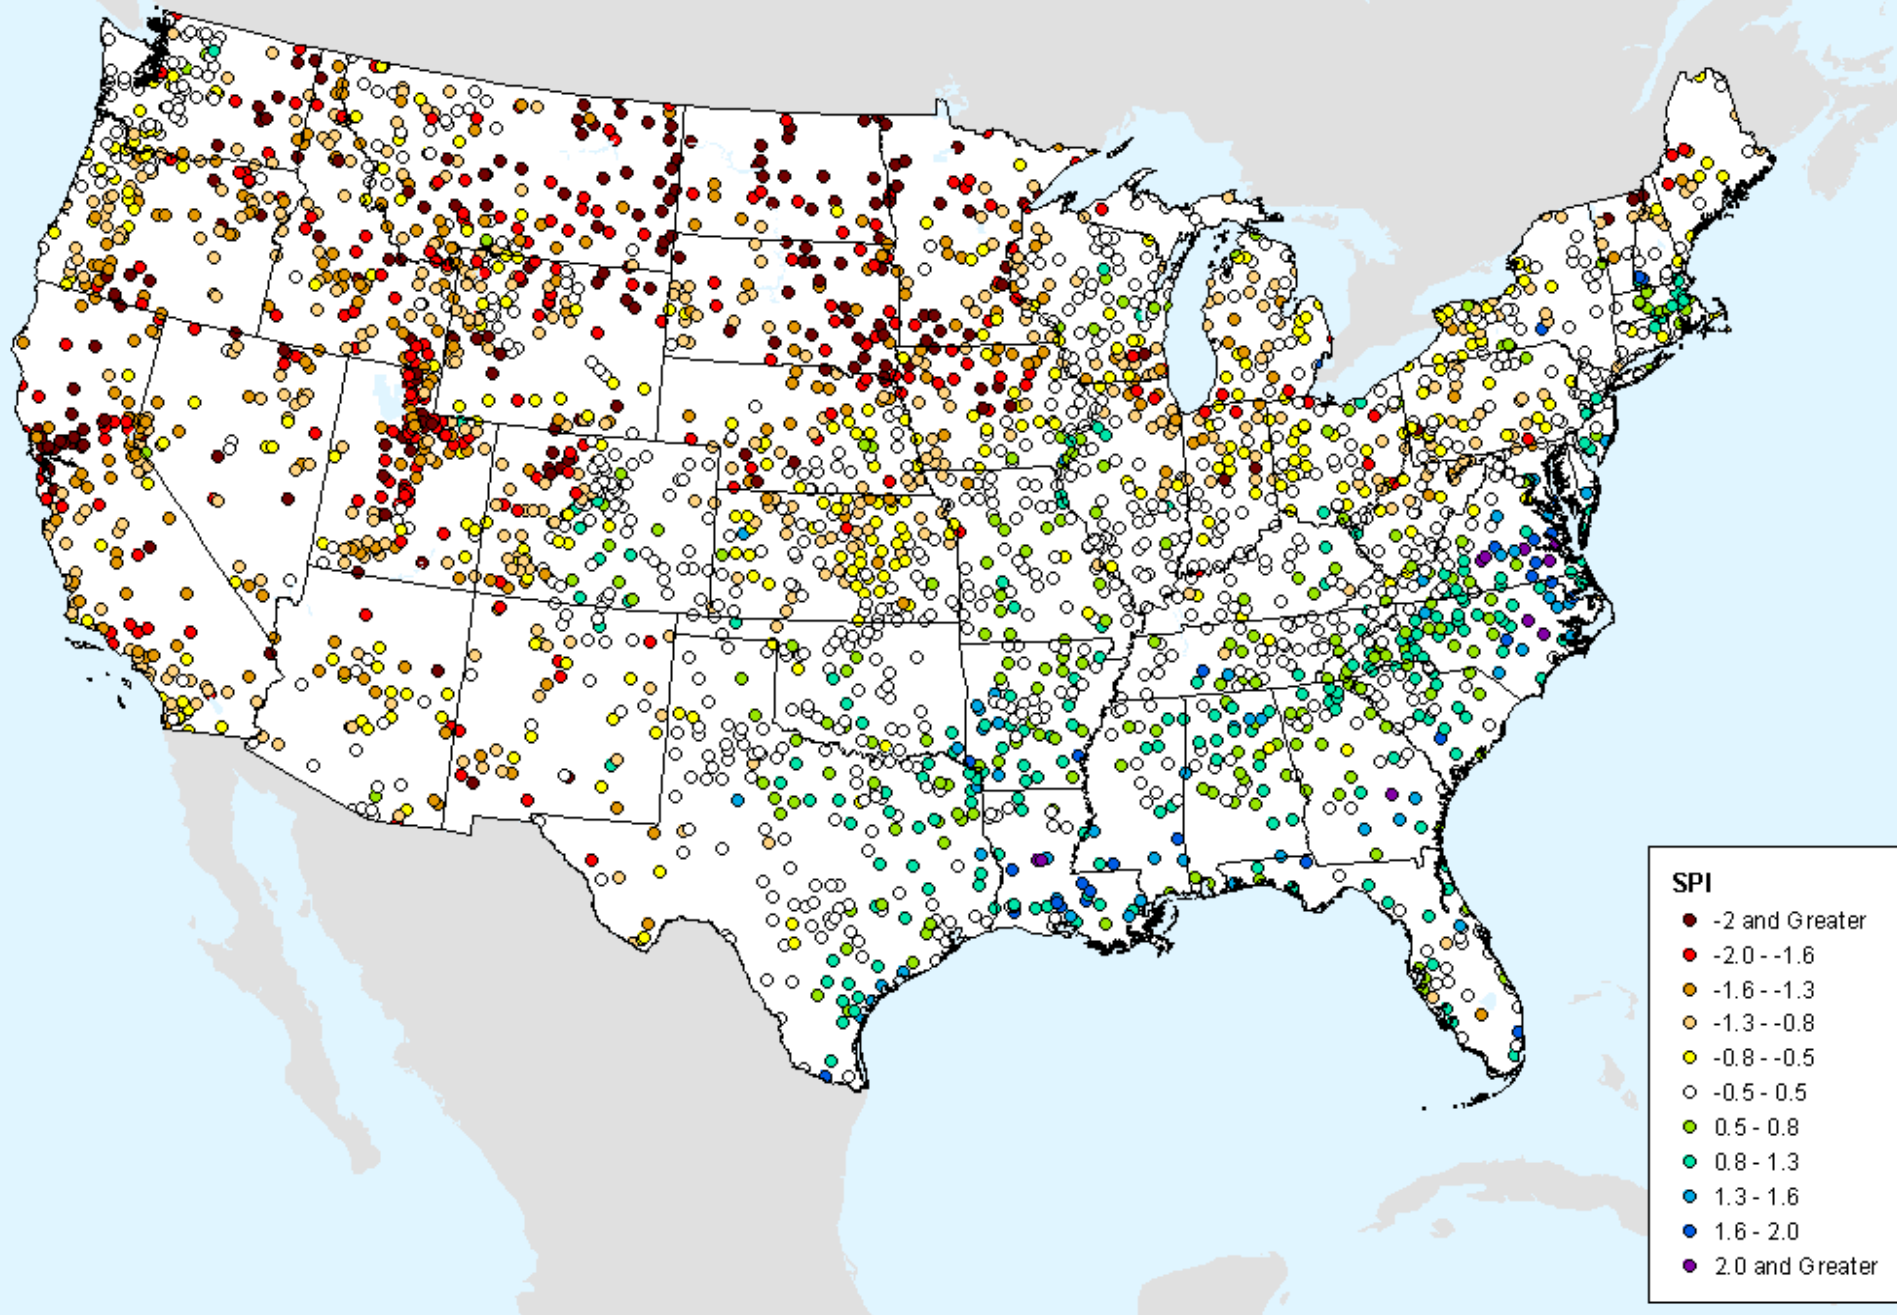 SPI
-2 and Greater
-2.0 - -1.6
-1.6 - -1.3
-1.3 - -0.8
-0.8 - -0.5
-0.5 - 0.5
0.5 - 0.8
0.8 - 1.3
1.3 - 1.6
1.6 - 2.0
2.0 and Greater